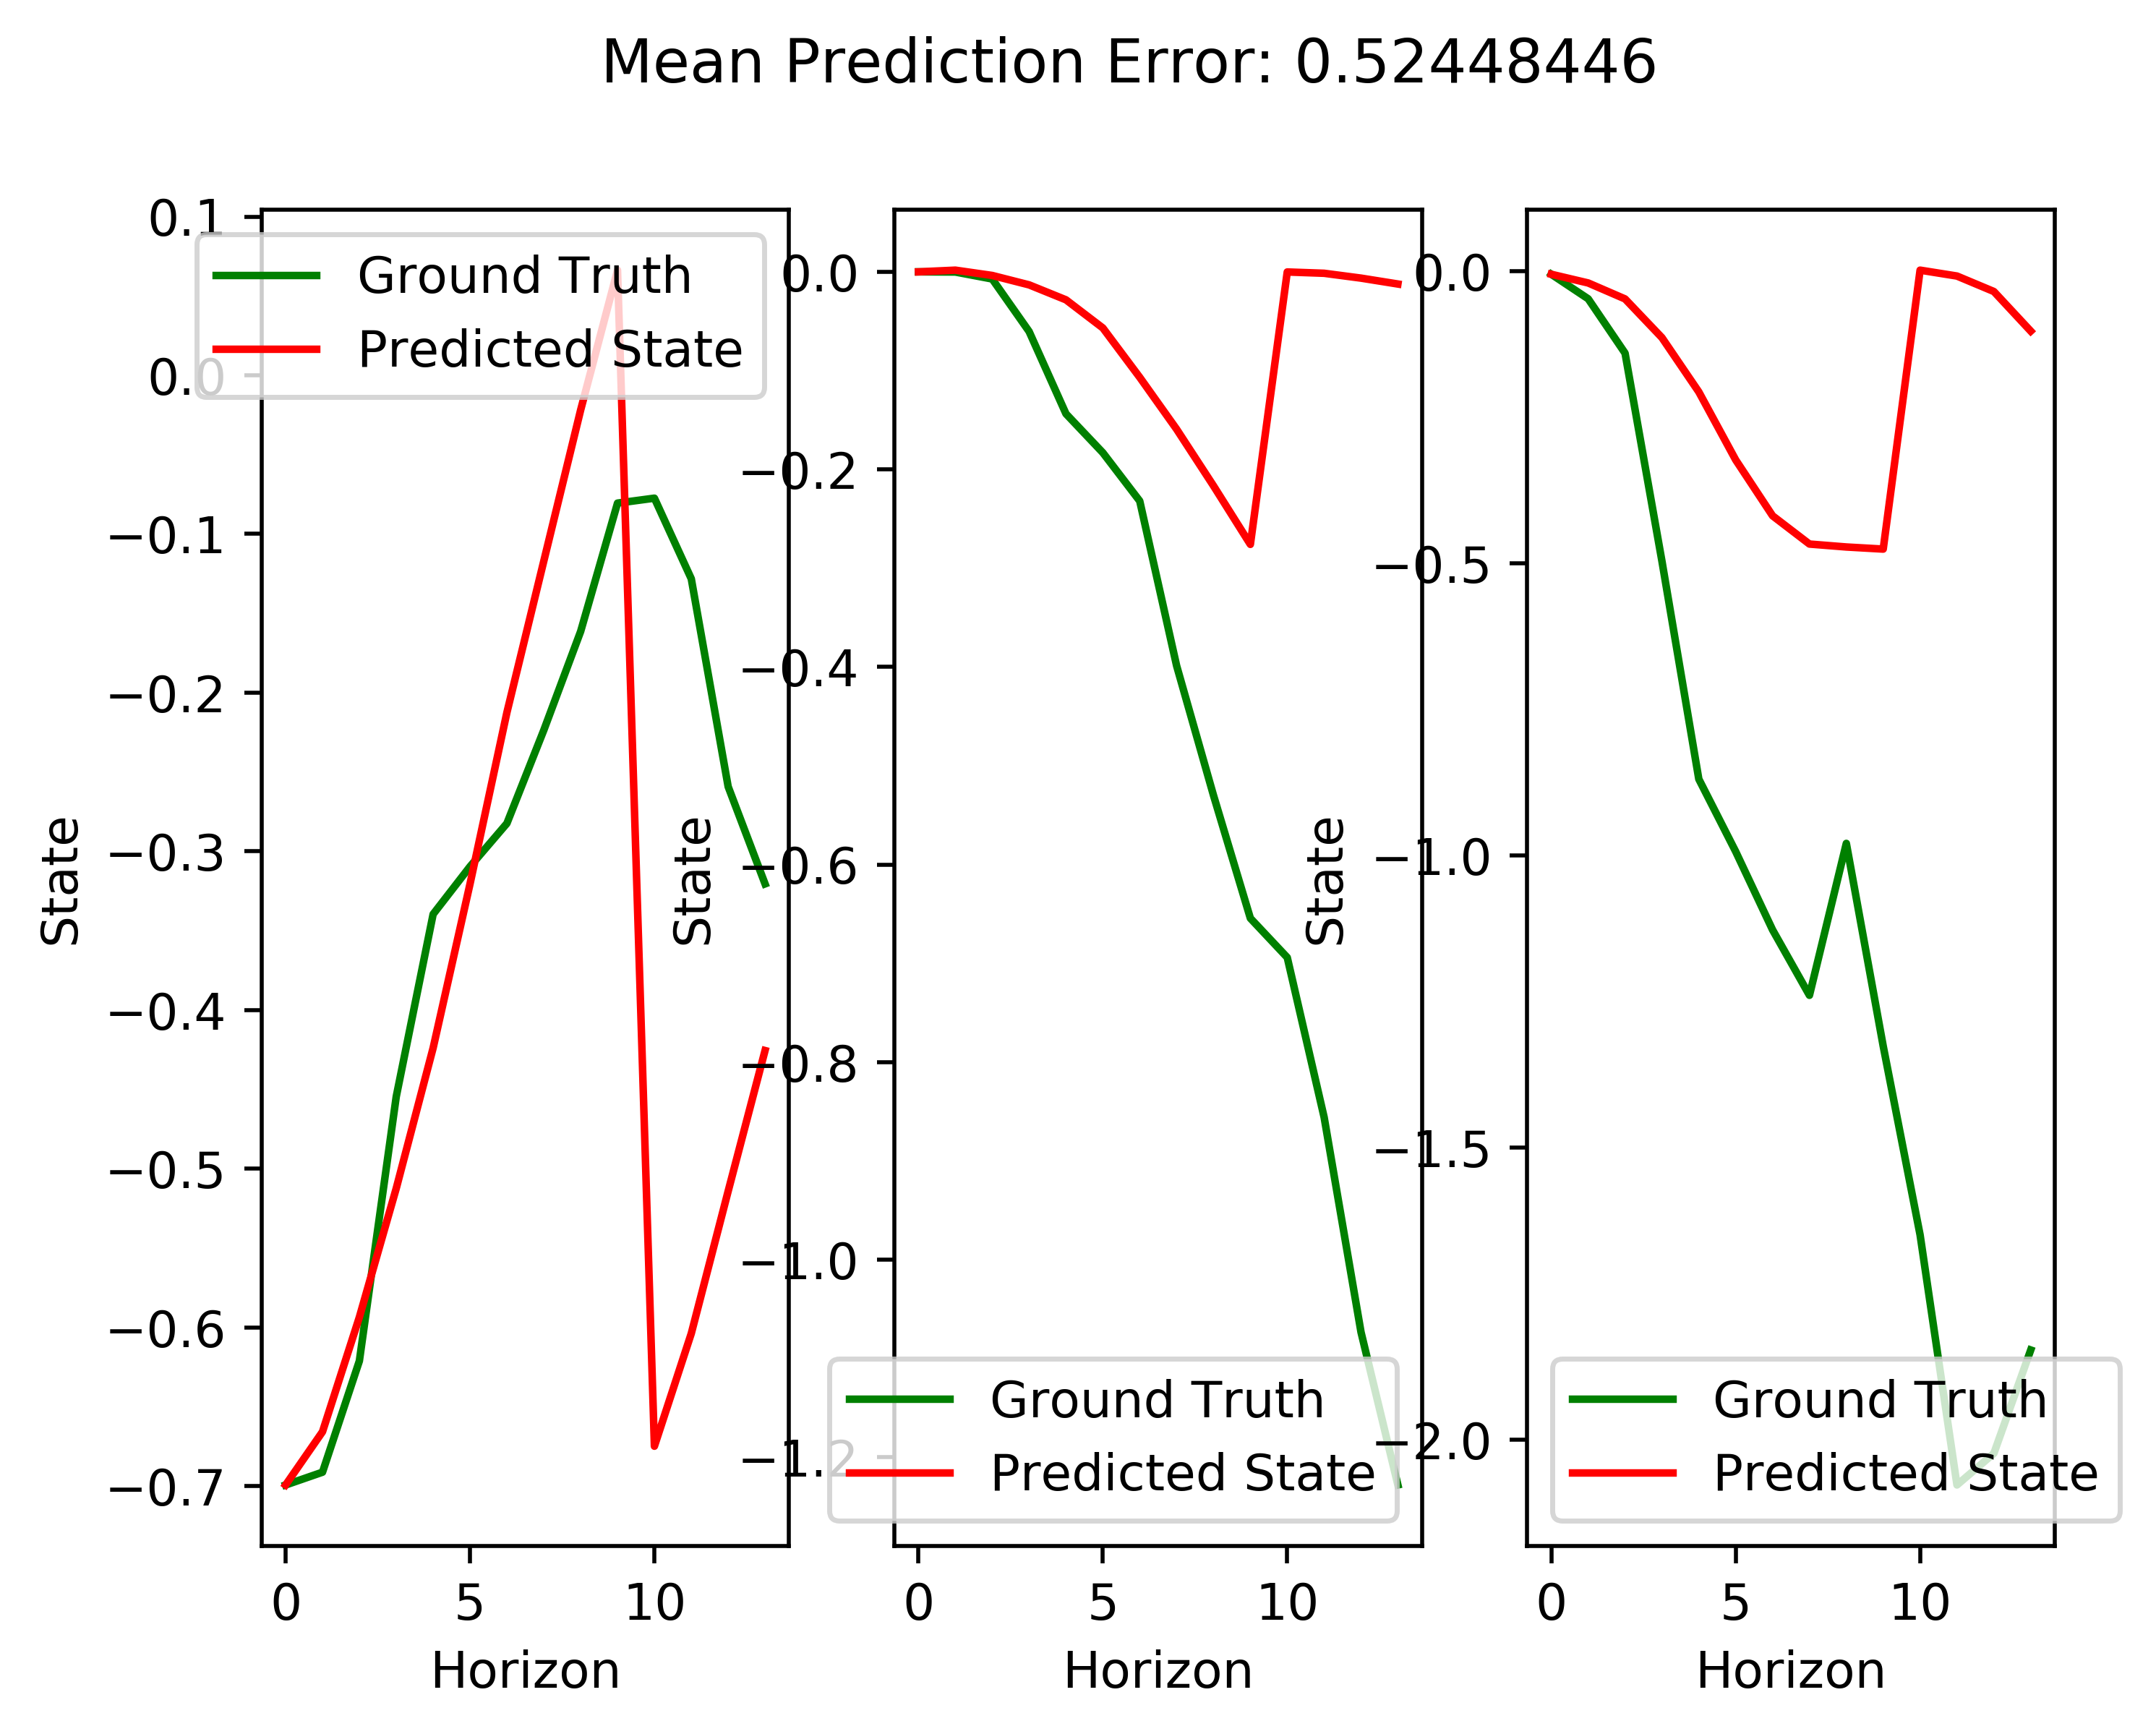 Mean Prediction Error: 0.52448446
0.1
0.0
−0.1
−0.2
−0.3
−0.4
−0.5
−0.6
−0.7
State
Ground Truth
Predicted State
0 5 10
Horizon
0.0
−0.2
−0.4
−0.6
−0.8
−1.0
−1.2
State
Ground Truth
Predicted State
0 5 10
Horizon
0.0
−0.5
−1.0
−1.5
−2.0
State
Ground Truth
Predicted State
0 5 10
Horizon